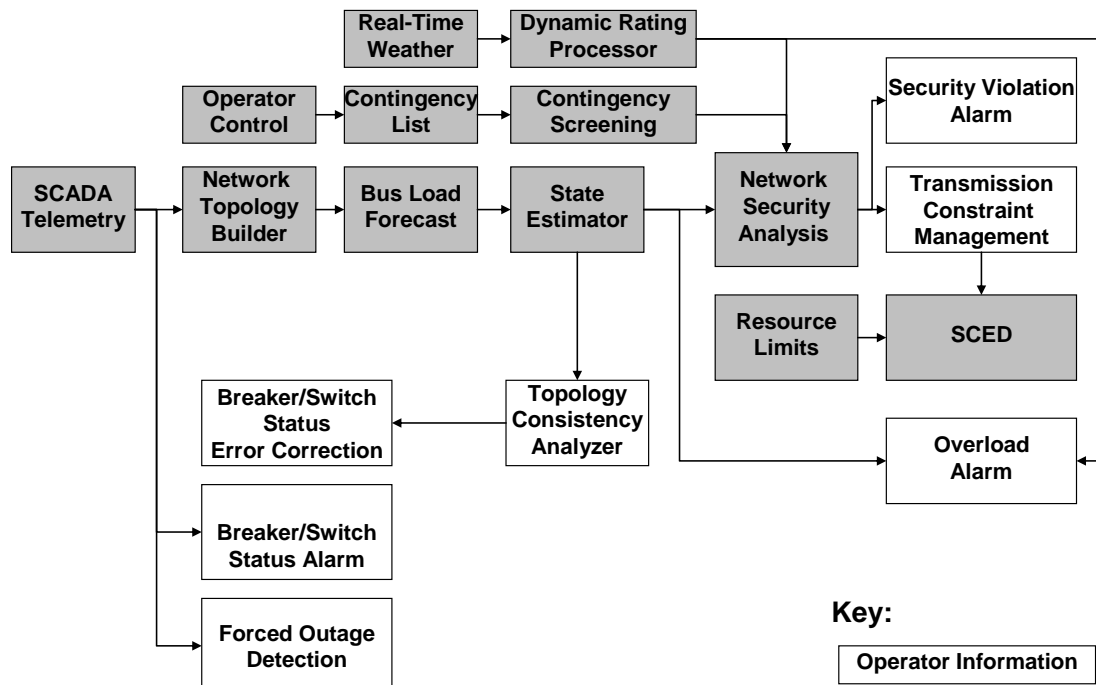 Real-Time
Weather
Dynamic Rating
Processor
Operator
Control
Contingency
List
Contingency
Screening
Security Violation
Alarm
SCADA
Telemetry
Network
Topology
Builder
Bus Load
Forecast
State
Estimator
Network
Security
Analysis
Transmission
Constraint
Management
Resource
Limits
SCED
Breaker/Switch
Status
Error Correction
Topology
Consistency
Analyzer
Overload
Alarm
Breaker/Switch
Status Alarm
Forced Outage
Detection
Key:
Operator Information